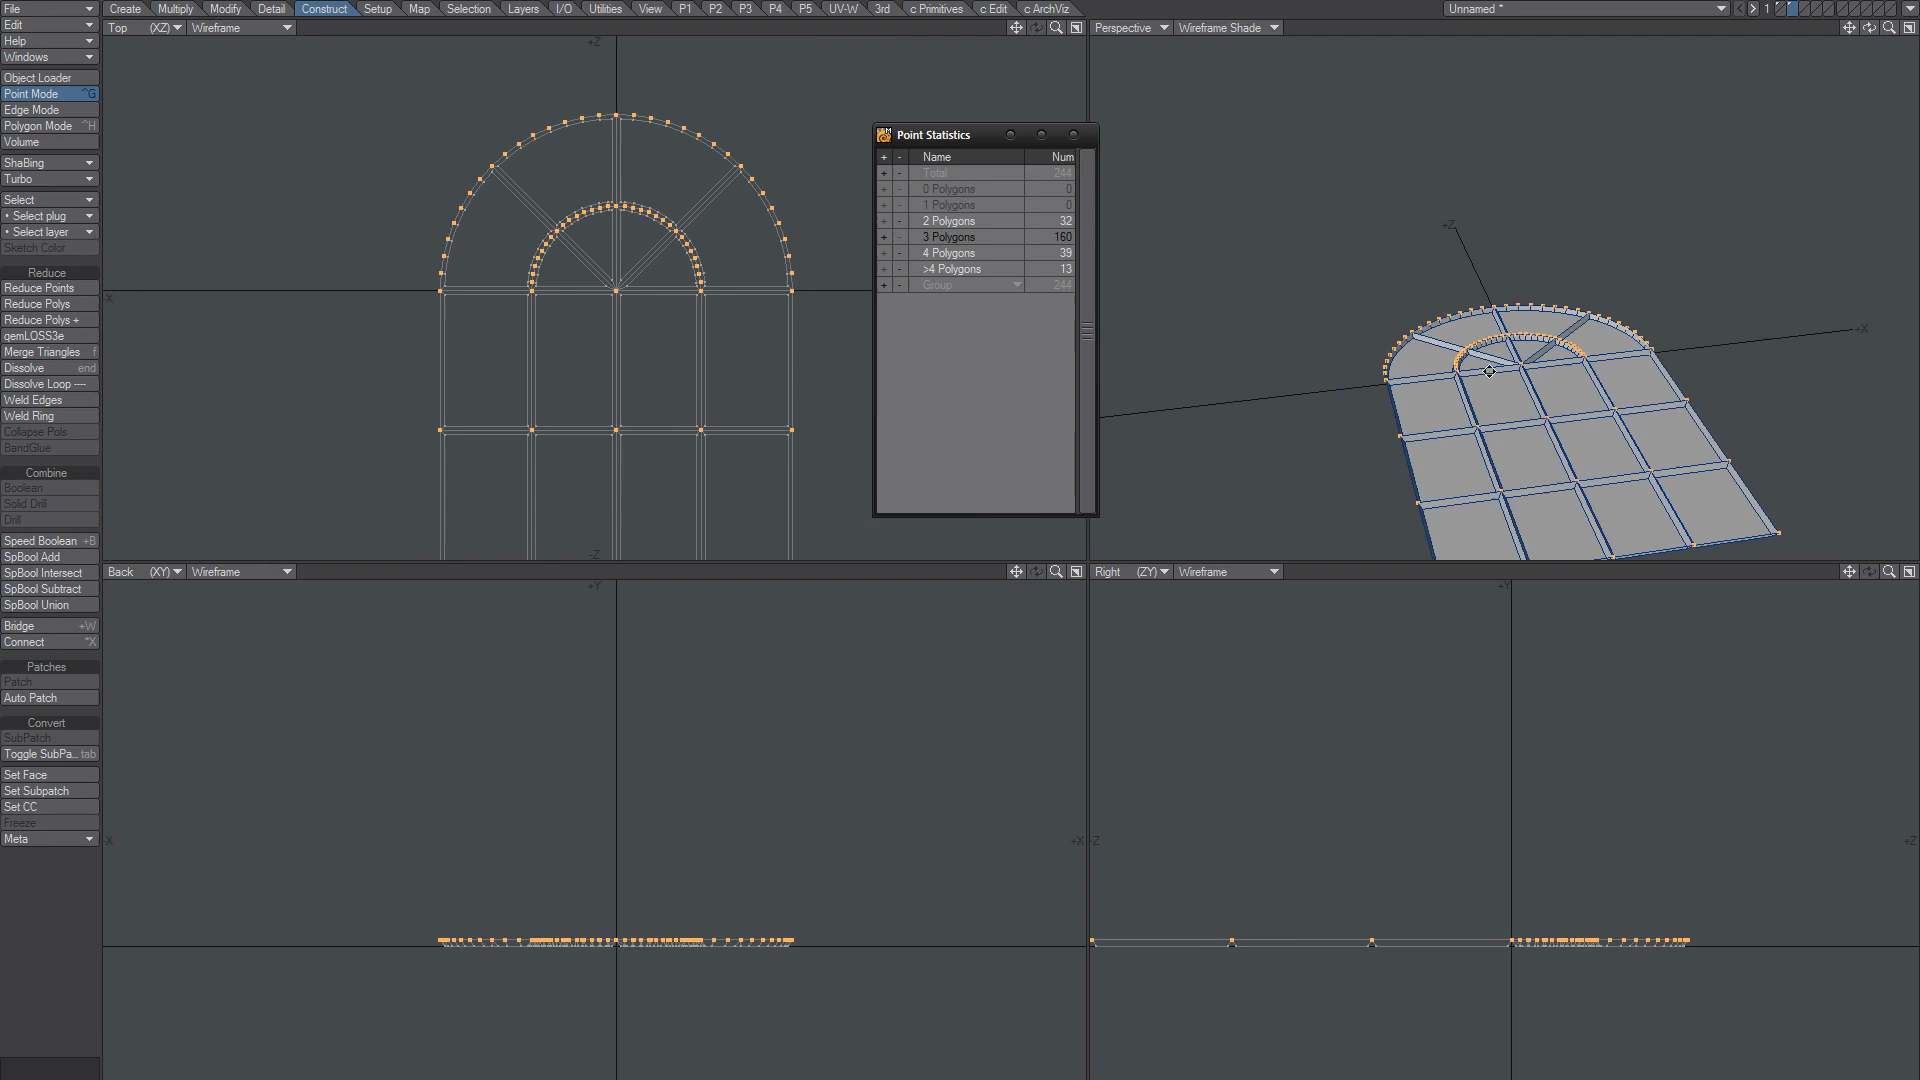 File Create Multiply Modify Detail Construct Setup Map Selection Layers I/O Utilities View P1 P2 P3 P4 P5 UV-W 3rd c Primitives c Edit c ArchViz Unnamed * 1
Edit
Help
Windows
Object Loader
Point Mode ^G
Edge Mode
Polygon Mode ^H
Volume
ShaBing
Turbo
Select
• Select plug
• Select layer
Sketch Color
Reduce
Reduce Points
Reduce Polys
Reduce Polys +
qemLOSS3e
Merge Triangles f
Dissolve end
Dissolve Loop ----
Weld Edges
Weld Ring
Collapse Pols
BandGlue
Combine
Boolean
Solid Drill
Drill
Speed Boolean +B
SpBool Add
SpBool Intersect
SpBool Subtract
SpBool Union
Bridge +W
Connect *X
Patches
Patch
Auto Patch
Convert
SubPatch
Toggle SubPa... tab
Set Face
Set Subpatch
Set CC
Freeze
Meta
Top (XZ) Wireframe
+Z
-X
-Z
Point Statistics
+ - Name Num
+ - Total 244
+ - 0 Polygons 0
+ - 1 Polygons 0
+ - 2 Polygons 32
+ - 3 Polygons 160
+ - 4 Polygons 39
+ - >4 Polygons 13
+ - Group 244
Perspective Wireframe Shade
+Z
+X
Back (XY) Wireframe
+Y
-X
+X
Right (ZY) Wireframe
+Y
-Z
+Z